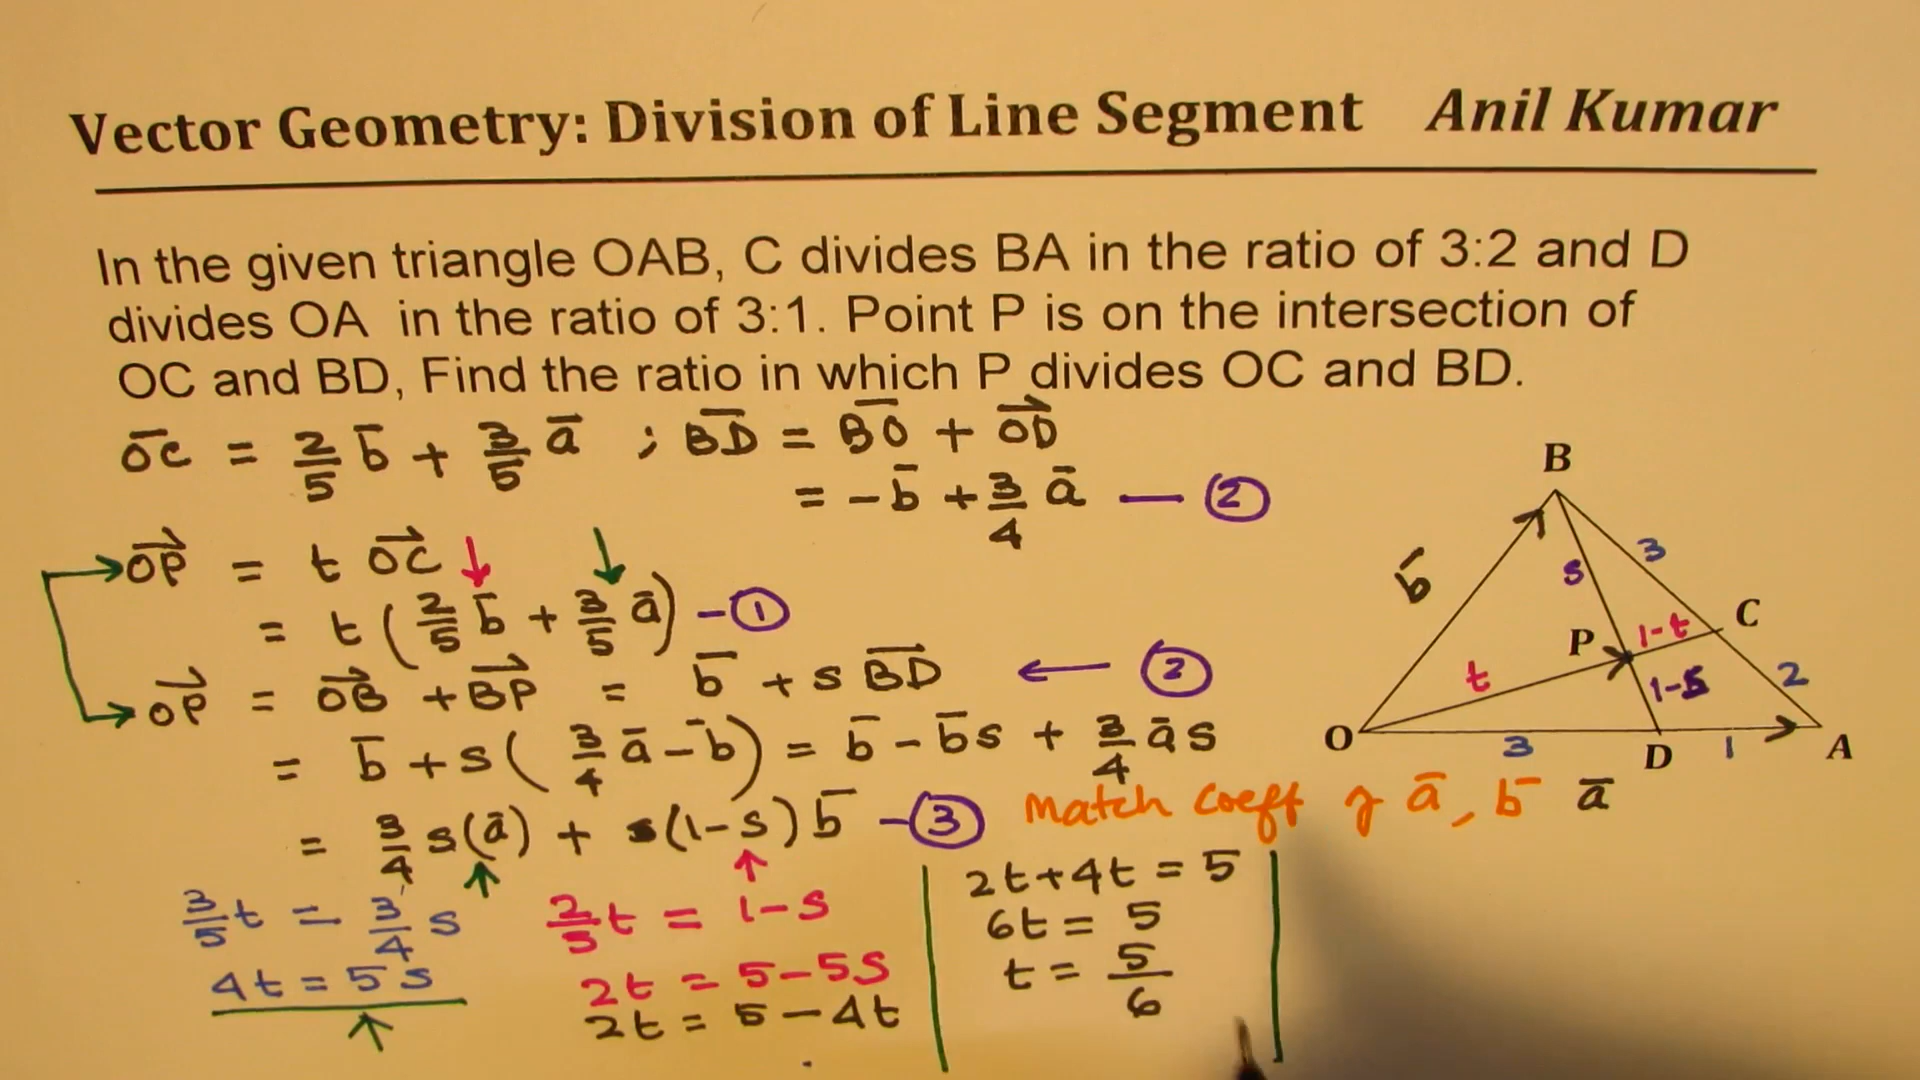 Vector Geometry: Division of Line Segment Anil Kumar
In the given triangle OAB, C divides BA in the ratio of 3:2 and D
divides OA in the ratio of 3:1. Point P is on the intersection of
OC and BD, Find the ratio in which P divides OC and BD.
O̅C̅ = 2/5 b̅ + 3/5 a̅ ; B̅D̅ = B̅O̅ + OD→
= -b̅ + 3/4 a̅ — ②
OP→ = t OC→
= t(2/5 b̅ + 3/5 a̅) - ①
OP→ = OB→ + BP→ = b̅ + s BD→ ← ②
= b̅ + s(3/4 a̅ - b̅) = b̅ - b̅s + 3/4 a̅s
= 3/4 s(a̅) + (1-s)b̅ - ③
Match coeff of a̅, b̅ a̅
3/5 t = 3/4 s
4t = 5s
2/5 t = 1-s
2t = 5-5s
2t = 5-4t
2t+4t = 5
6t = 5
t = 5/6
B
b̅
s
3
C
P
1-t
t
1-s
2
O
3
D
1
A